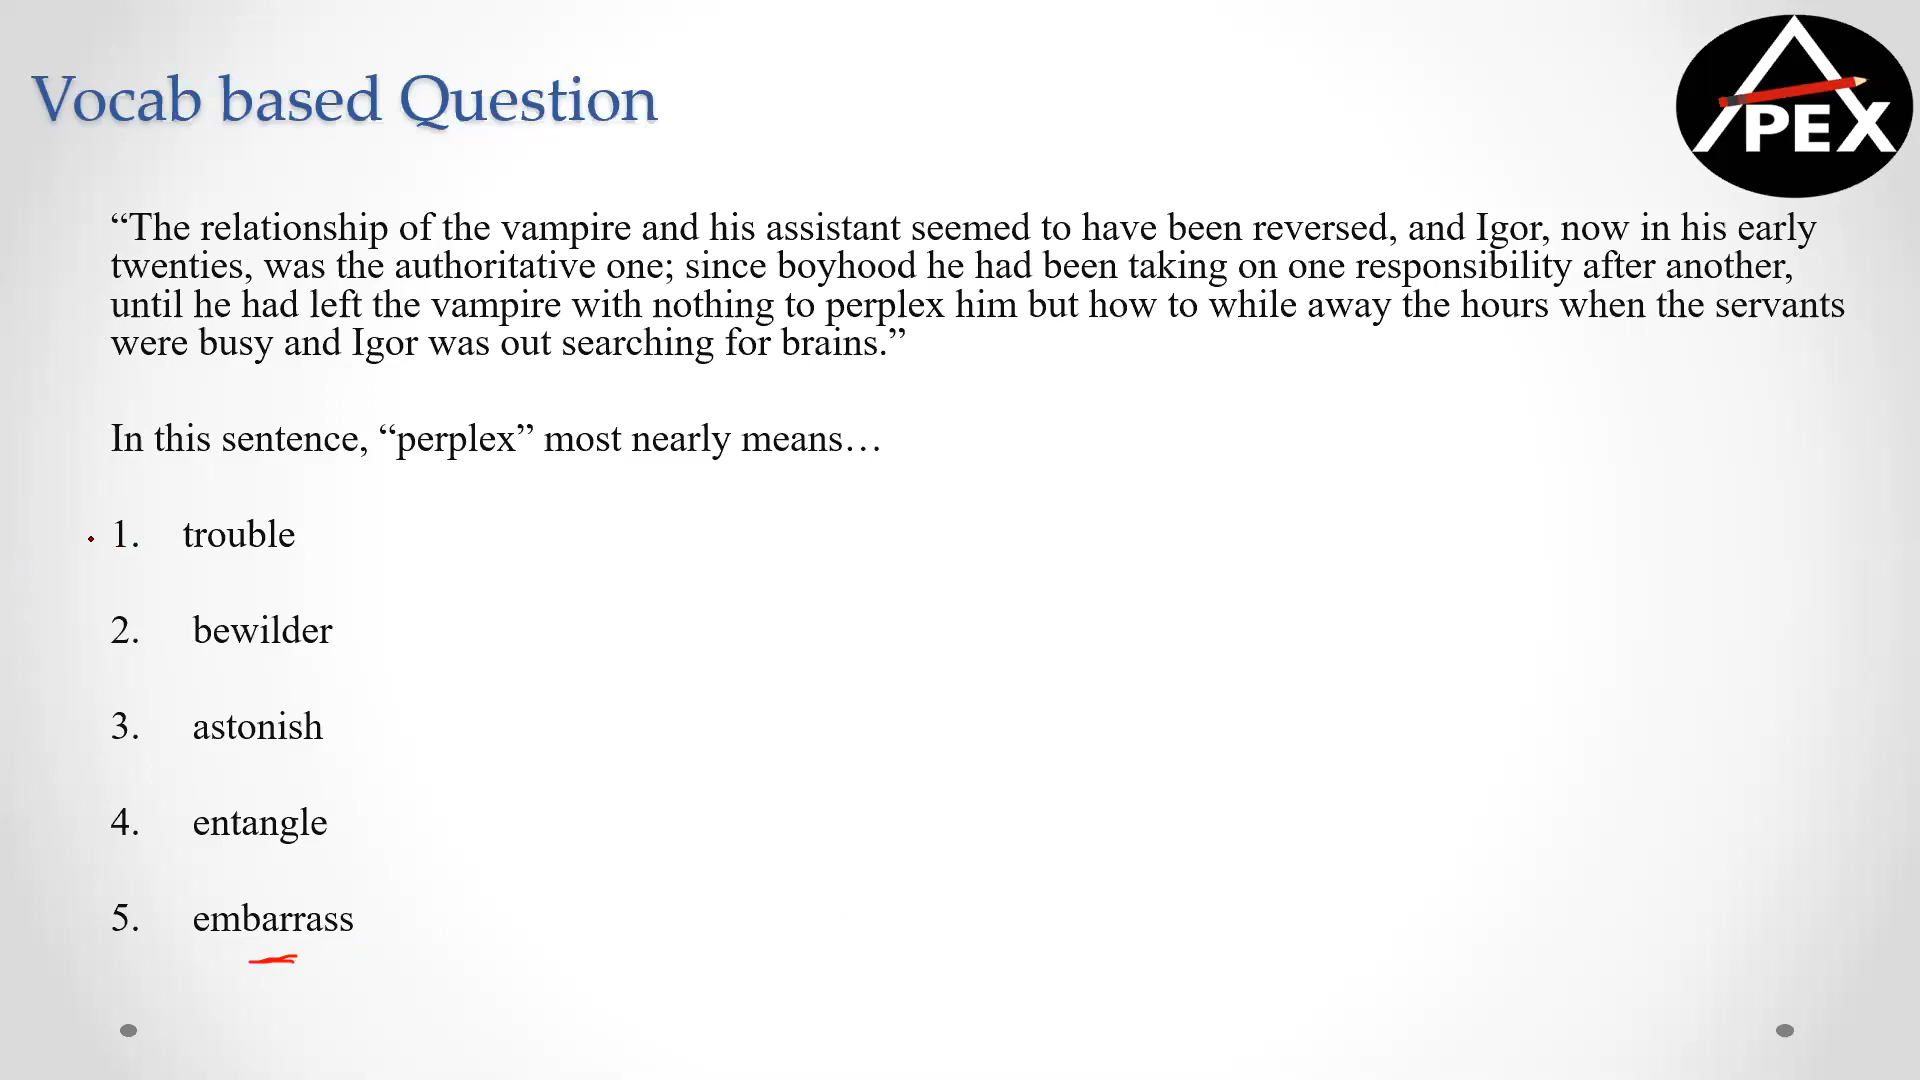 Vocab based Question
APEX
“The relationship of the vampire and his assistant seemed to have been reversed, and Igor, now in his early
twenties, was the authoritative one; since boyhood he had been taking on one responsibility after another,
until he had left the vampire with nothing to perplex him but how to while away the hours when the servants
were busy and Igor was out searching for brains.”
In this sentence, “perplex” most nearly means…
1. trouble
2. bewilder
3. astonish
4. entangle
5. embarrass